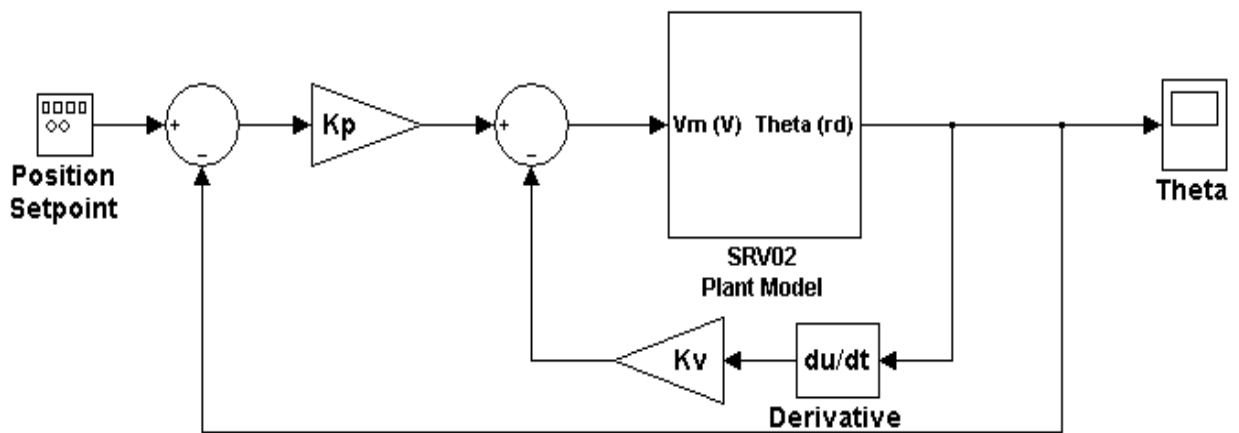 Position
Setpoint
+
−
Kp
+
−
Vm (V) Theta (rd)
SRV02
Plant Model
Theta
Kv
du/dt
Derivative